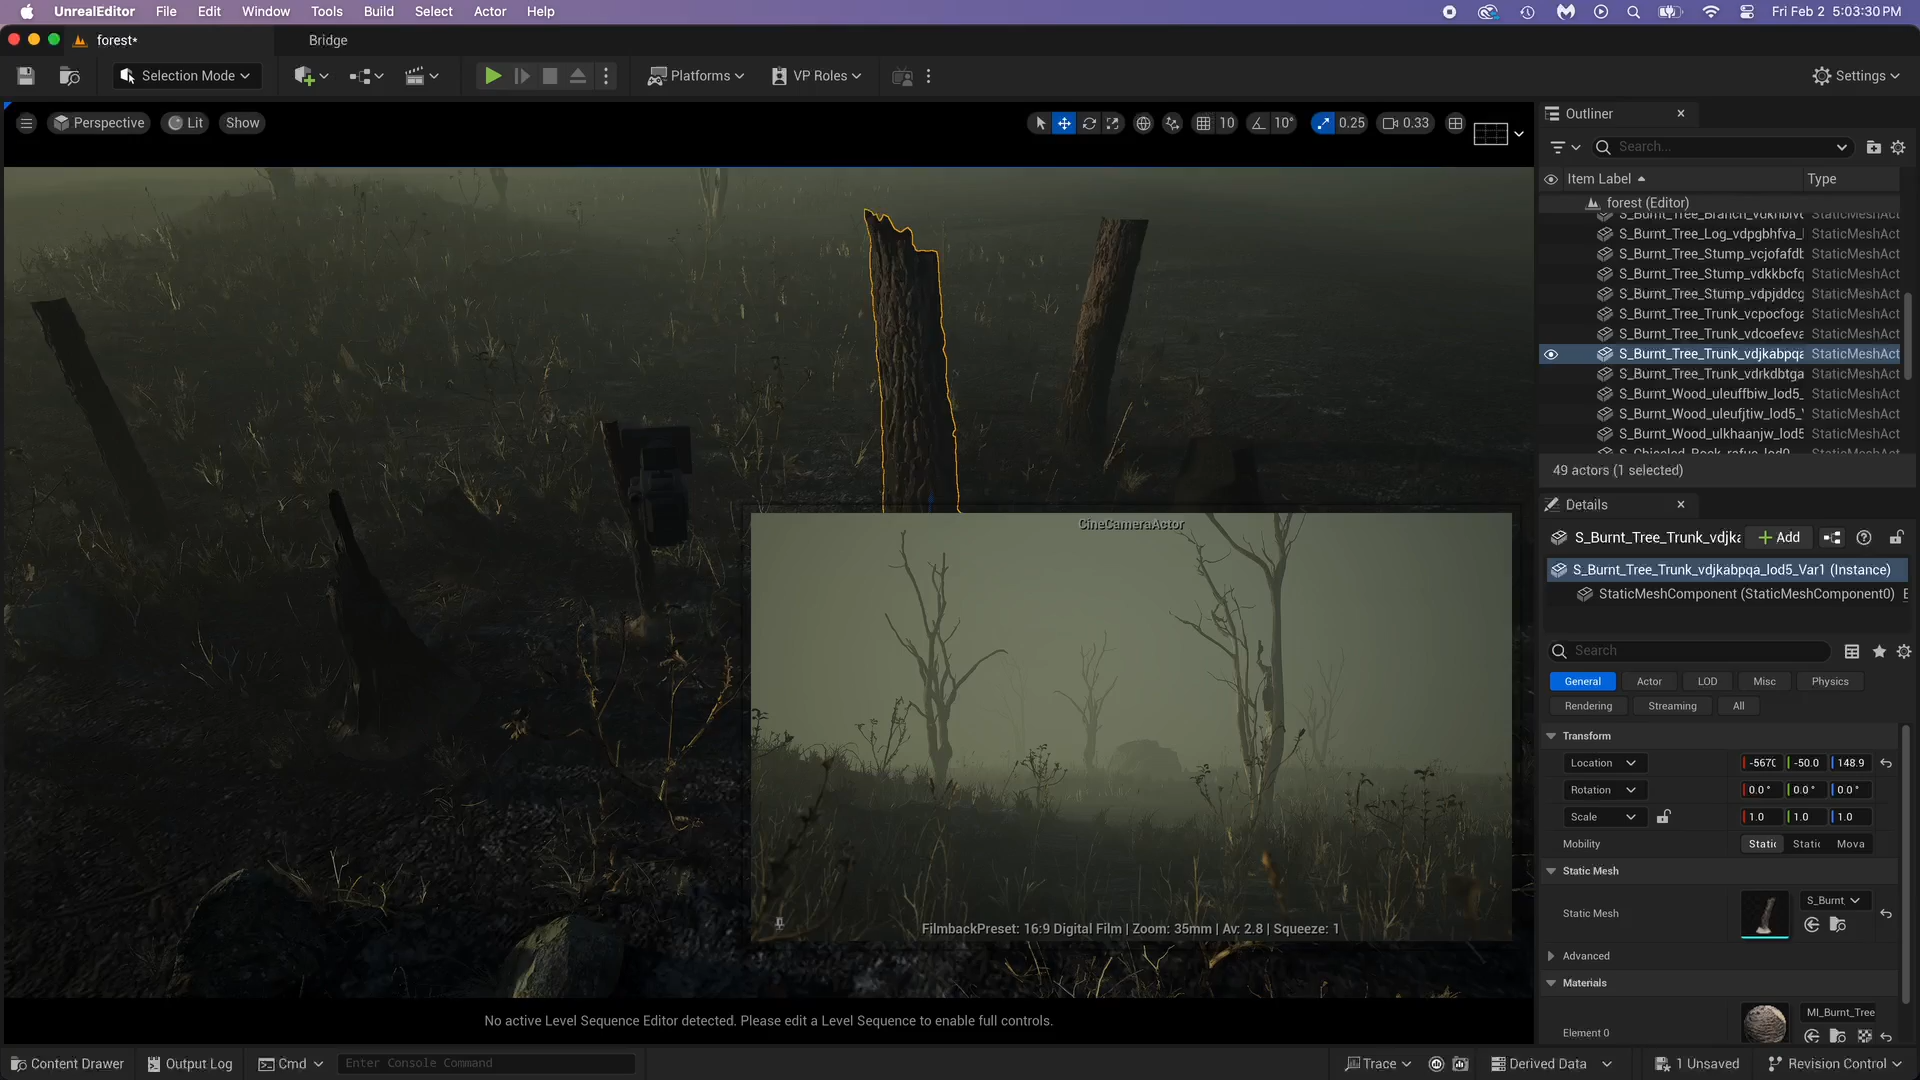 UnrealEditor File Edit Window Tools Build Select Actor Help
Fri Feb 2 5:03:30 PM
forest•
Bridge
Selection Mode
Platforms
VP Roles
Settings
Perspective
Lit
Show
10
10°
0.25
0.33
Outliner
Search...
Item Label
Type
forest (Editor)
S_Burnt_Tree_Log_vdpgbhfva_l StaticMeshAct
S_Burnt_Tree_Stump_vcjofafdt StaticMeshAct
S_Burnt_Tree_Stump_vdkkbcfq StaticMeshAct
S_Burnt_Tree_Stump_vdpjddcg StaticMeshAct
S_Burnt_Tree_Trunk_vcpocfoga StaticMeshAct
S_Burnt_Tree_Trunk_vdcoefeva StaticMeshAct
S_Burnt_Tree_Trunk_vdjkabpqa StaticMeshAct
S_Burnt_Tree_Trunk_vdrkdbtga StaticMeshAct
S_Burnt_Wood_uleuffbiw_lod5_ StaticMeshAct
S_Burnt_Wood_uleufjtiw_lod5_ StaticMeshAct
S_Burnt_Wood_ulkhaanjw_lod5 StaticMeshAct
49 actors (1 selected)
Details
S_Burnt_Tree_Trunk_vdjka
Add
S_Burnt_Tree_Trunk_vdjkabpqa_lod5_Var1 (Instance)
StaticMeshComponent (StaticMeshComponent0)
Search
General Actor LOD Misc Physics
Rendering Streaming All
Transform
Location -567 -50.0 148.9
Rotation 0.0° 0.0° 0.0°
Scale 1.0 1.0 1.0
Mobility Static Static Mova
Static Mesh
Static Mesh
S_Burnt_
Advanced
Materials
Element 0
MI_Burnt_Tree
CineCameraActor
FilmbackPreset: 16:9 Digital Film | Zoom: 35mm | Av: 2.8 | Squeeze: 1
No active Level Sequence Editor detected. Please edit a Level Sequence to enable full controls.
Content Drawer
Output Log
Cmd
Enter Console Command
Trace
Derived Data
1 Unsaved
Revision Control